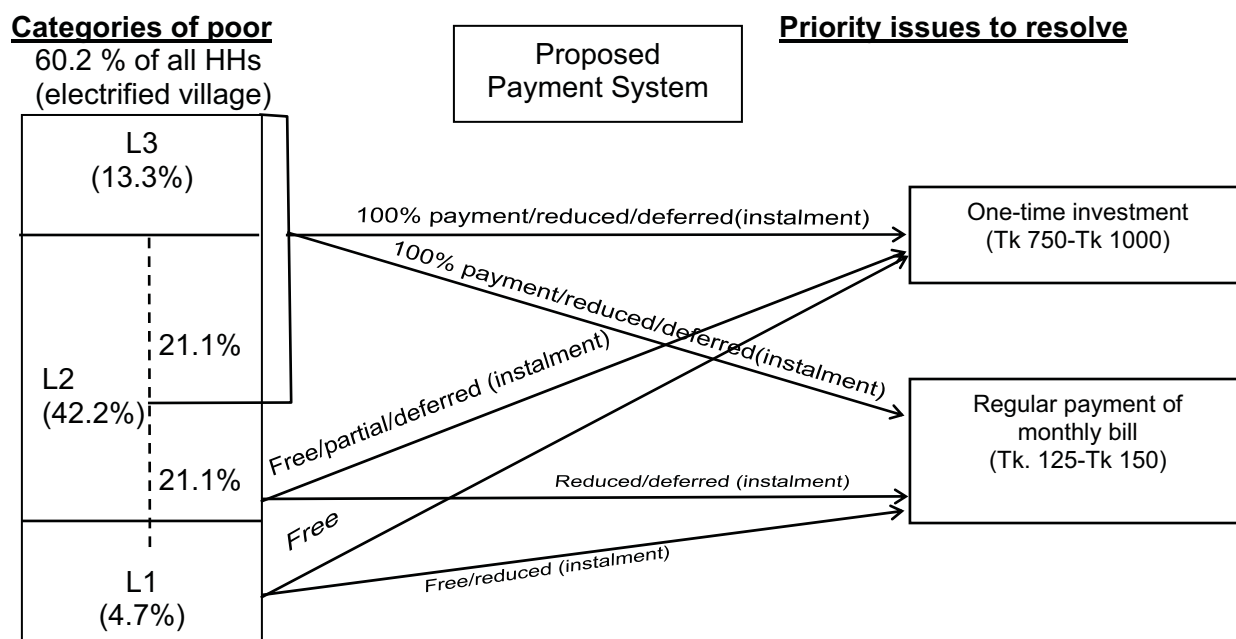 Categories of poor
60.2 % of all HHs
(electrified village)
Proposed
Payment System
Priority issues to resolve
L3
(13.3%)
L2
(42.2%)
21.1%
21.1%
L1
(4.7%)
100% payment/reduced/deferred(instalment)
100% payment/reduced/deferred(instalment)
Free/partial/deferred (instalment)
Reduced/deferred (instalment)
Free
Free/reduced (instalment)
One-time investment
(Tk 750-Tk 1000)
Regular payment of
monthly bill
(Tk. 125-Tk 150)